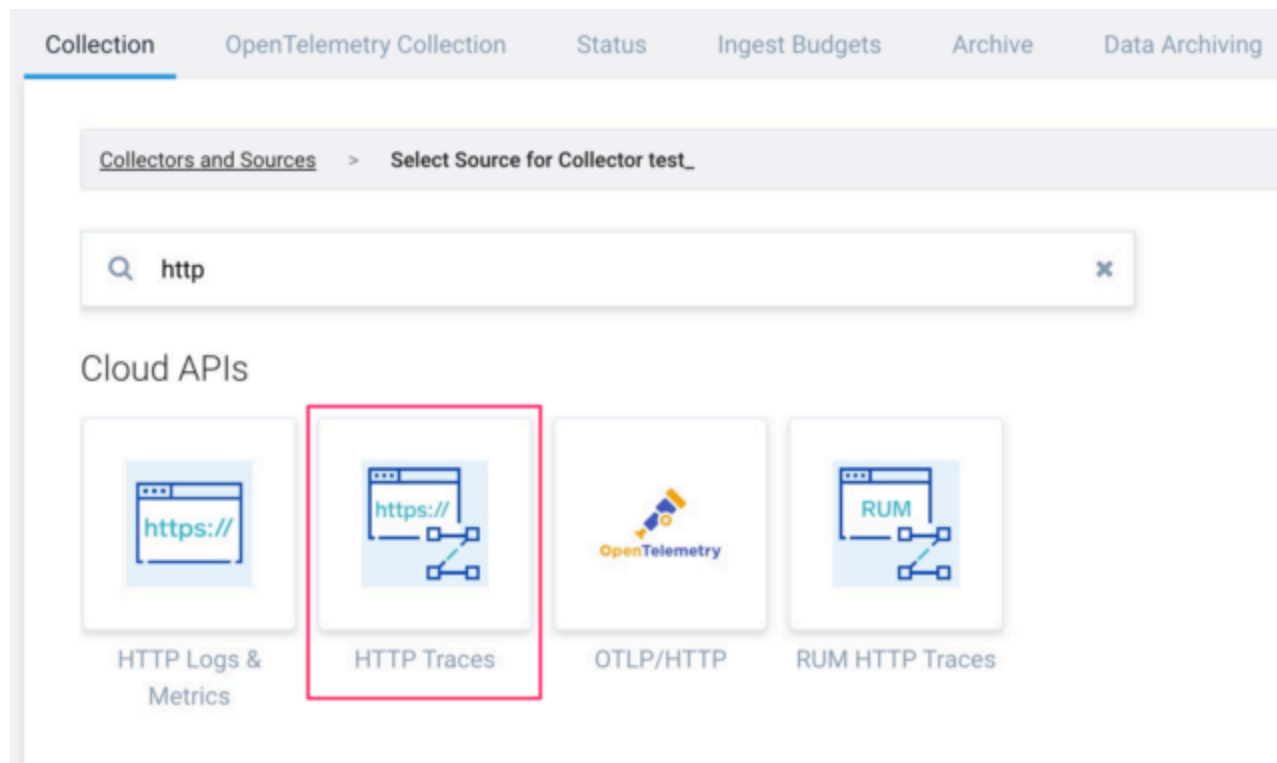 Collection OpenTelemetry Collection Status Ingest Budgets Archive Data Archiving
Collectors and Sources > Select Source for Collector test_
http
Cloud APIs
https://
https://
OpenTelemetry
RUM
HTTP Logs &
Metrics
HTTP Traces
OTLP/HTTP
RUM HTTP Traces